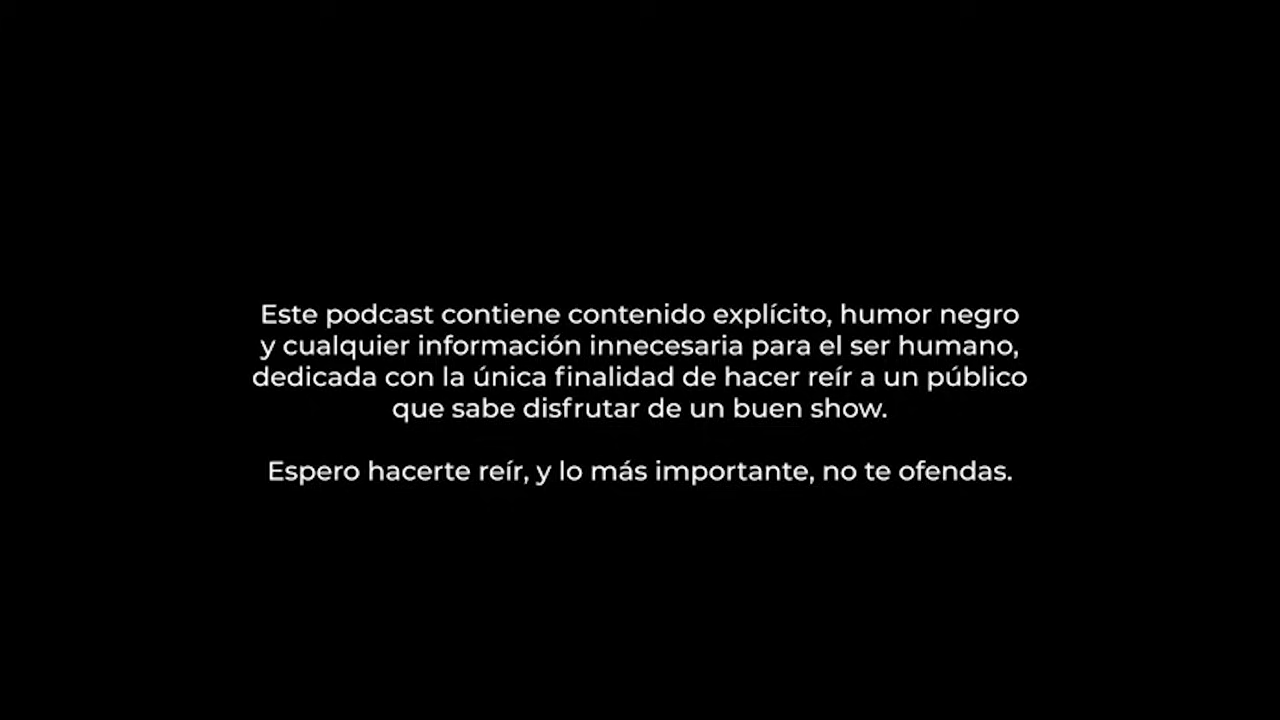 Este podcast contiene contenido explícito, humor negro
y cualquier información innecesaria para el ser humano,
dedicada con la única finalidad de hacer reír a un público
que sabe disfrutar de un buen show.
Espero hacerte reír, y lo más importante, no te ofendas.